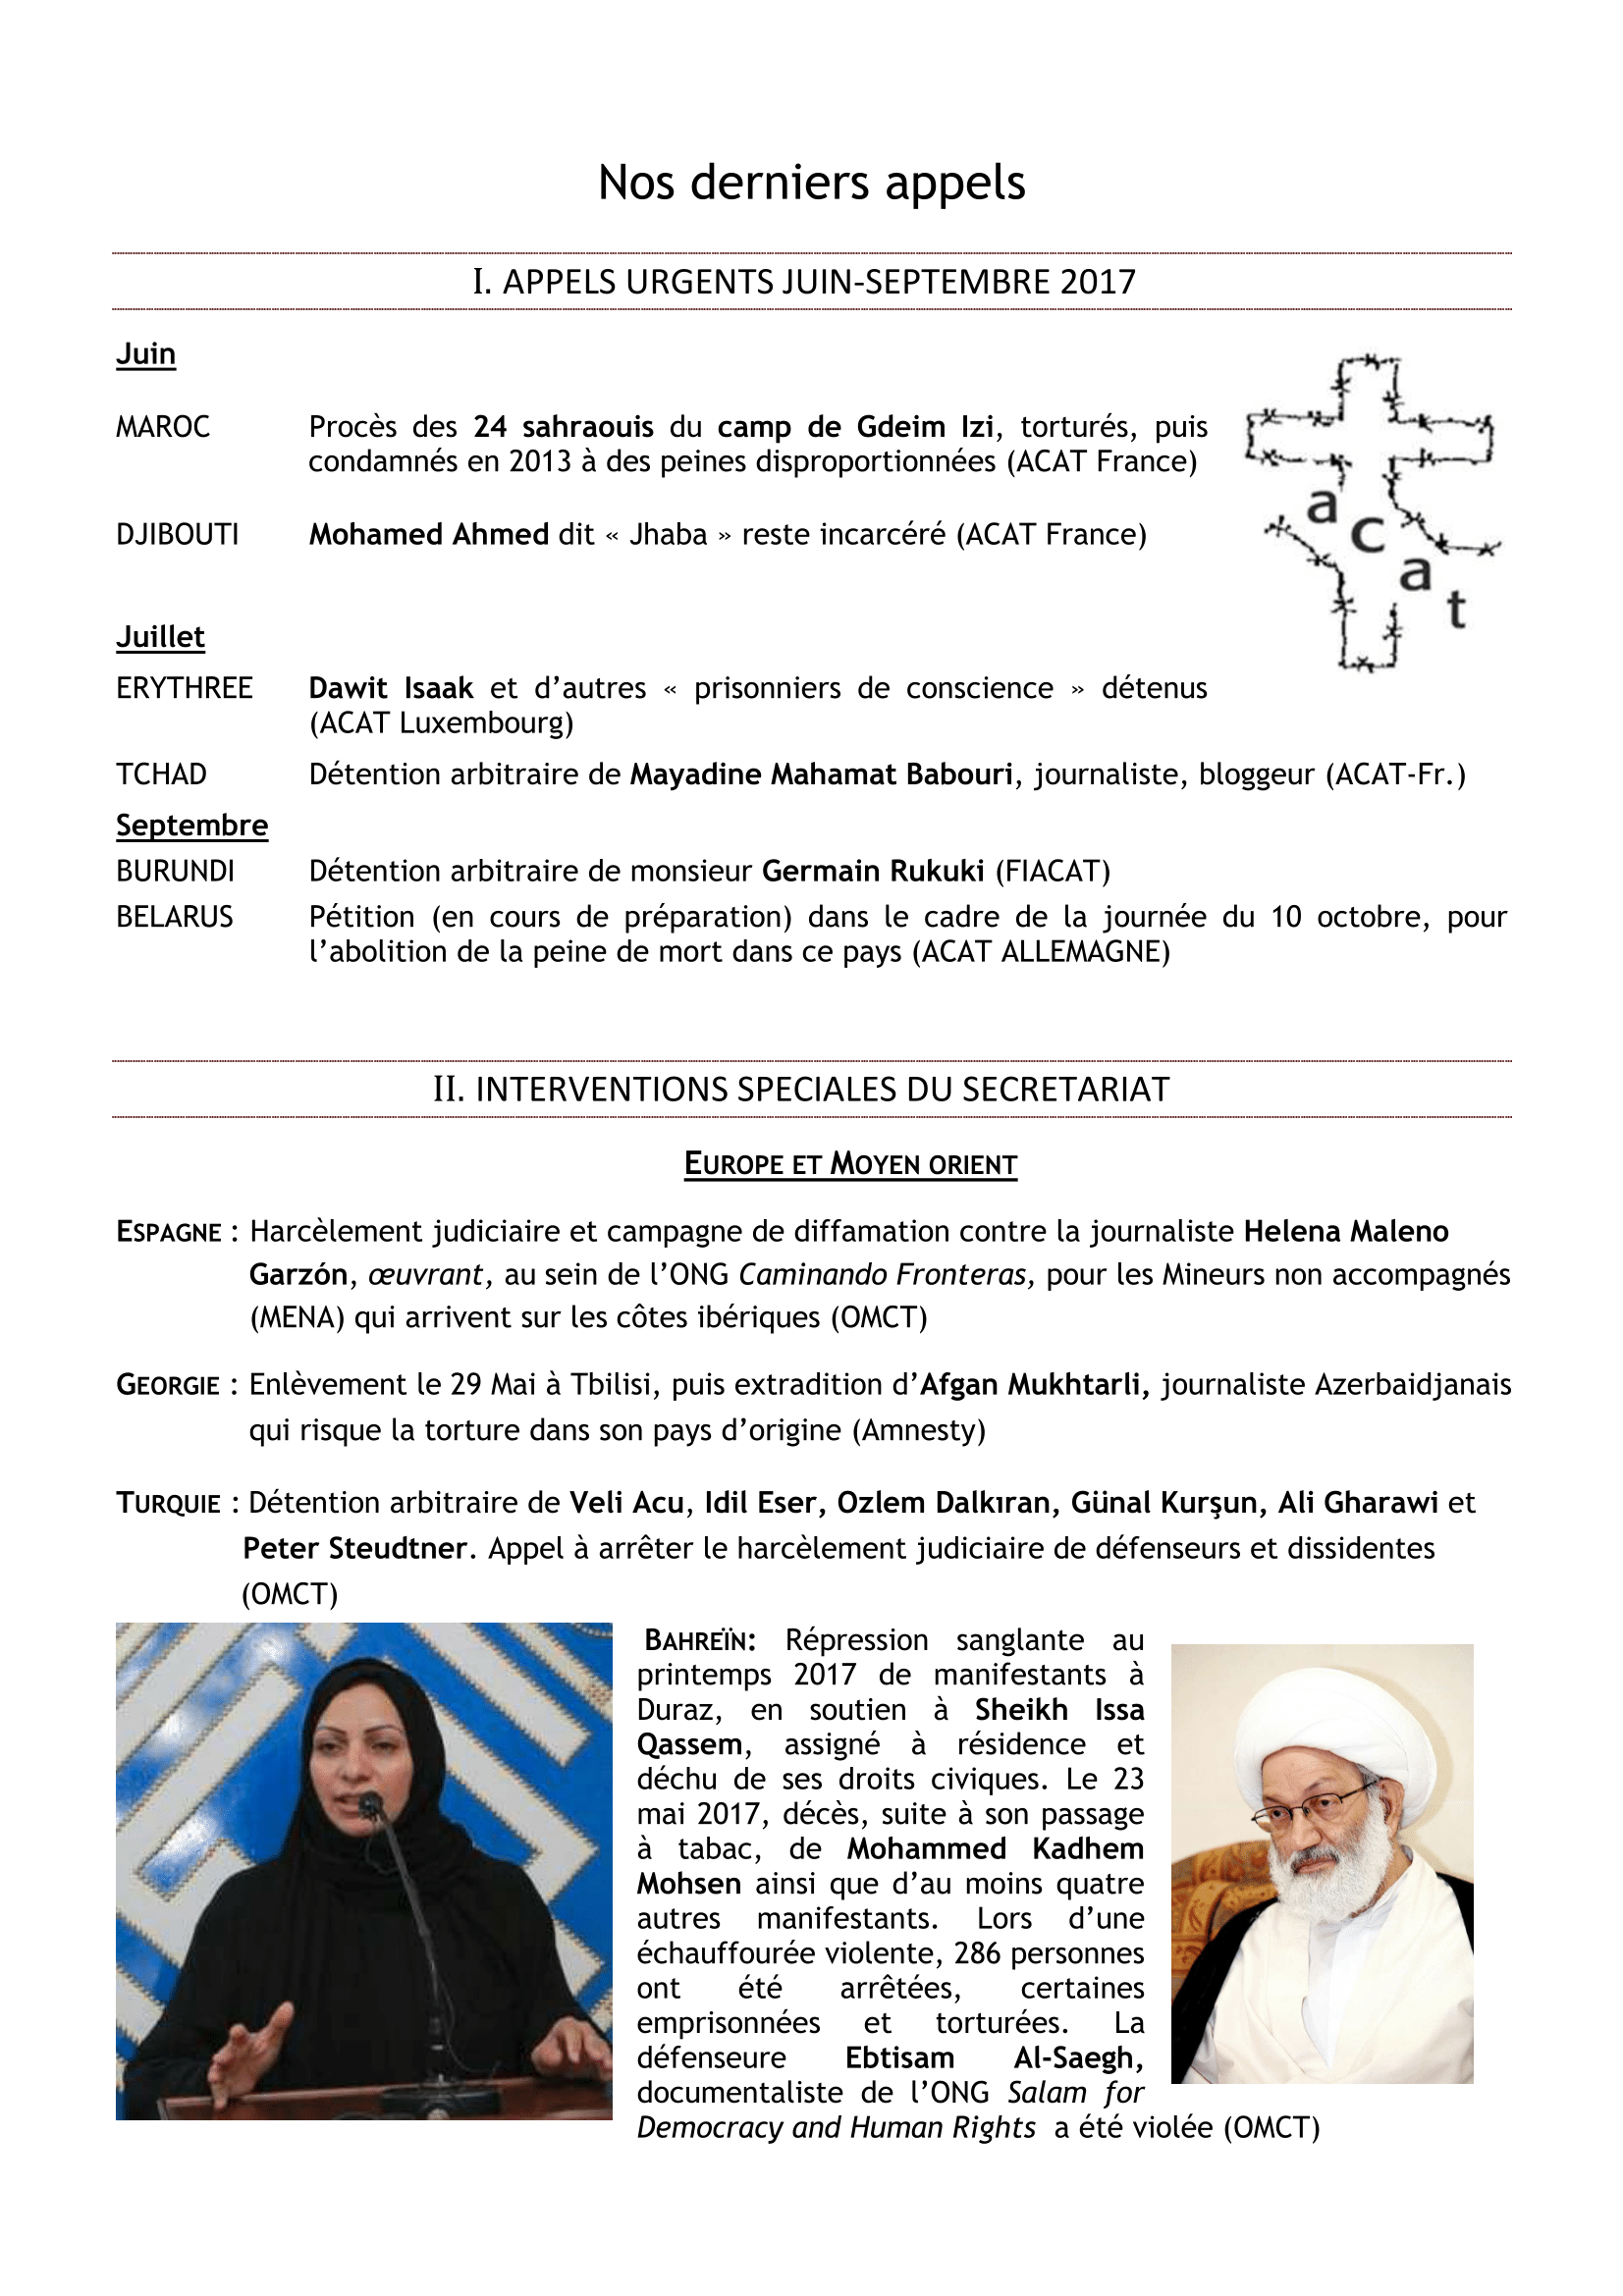 Nos derniers appels
I. APPELS URGENTS JUIN-SEPTEMBRE 2017
Juin
MAROC Procès des 24 sahraouis du camp de Gdeim Izi, torturés, puis
condamnés en 2013 à des peines disproportionnées (ACAT France)
DJIBOUTI Mohamed Ahmed dit « Jhaba » reste incarcéré (ACAT France)
a
c
a
t
Juillet
ERYTHREE Dawit Isaak et d’autres « prisonniers de conscience » détenus
(ACAT Luxembourg)
TCHAD Détention arbitraire de Mayadine Mahamat Babouri, journaliste, bloggeur (ACAT-Fr.)
Septembre
BURUNDI Détention arbitraire de monsieur Germain Rukuki (FIACAT)
BELARUS Pétition (en cours de préparation) dans le cadre de la journée du 10 octobre, pour
l’abolition de la peine de mort dans ce pays (ACAT ALLEMAGNE)
II. INTERVENTIONS SPECIALES DU SECRETARIAT
EUROPE ET MOYEN ORIENT
ESPAGNE : Harcèlement judiciaire et campagne de diffamation contre la journaliste Helena Maleno
Garzón, œuvrant, au sein de l’ONG Caminando Fronteras, pour les Mineurs non accompagnés
(MENA) qui arrivent sur les côtes ibériques (OMCT)
GEORGIE : Enlèvement le 29 Mai à Tbilisi, puis extradition d’Afgan Mukhtarli, journaliste Azerbaidjanais
qui risque la torture dans son pays d’origine (Amnesty)
TURQUIE : Détention arbitraire de Veli Acu, Idil Eser, Ozlem Dalkıran, Günal Kurşun, Ali Gharawi et
Peter Steudtner. Appel à arrêter le harcèlement judiciaire de défenseurs et dissidentes
(OMCT)
BAHREÏN: Répression sanglante au
printemps 2017 de manifestants à
Duraz, en soutien à Sheikh Issa
Qassem, assigné à résidence et
déchu de ses droits civiques. Le 23
mai 2017, décès, suite à son passage
à tabac, de Mohammed Kadhem
Mohsen ainsi que d’au moins quatre
autres manifestants. Lors d’une
échauffourée violente, 286 personnes
ont été arrêtées, certaines
emprisonnées et torturées. La
défenseure Ebtisam Al-Saegh,
documentaliste de l’ONG Salam for
Democracy and Human Rights a été violée (OMCT)